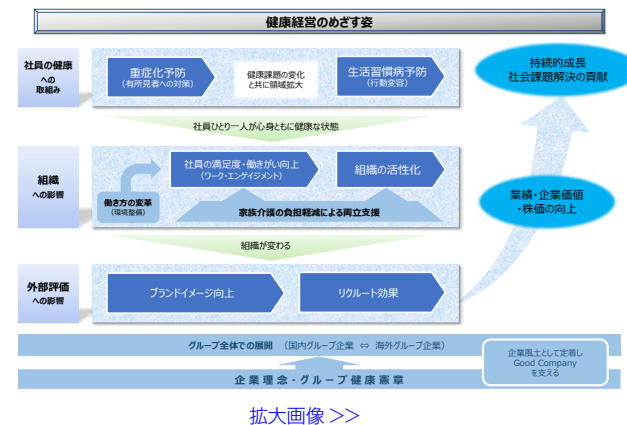 健康経営のめざす姿
社員の健康
への
取組み
重症化予防
(有所見者への対策)
健康課題の変化
と共に領域拡大
生活習慣病予防
(行動変容)
持続的成長
社会課題解決の貢献
社員ひとり一人が心身ともに健康な状態
組織
への影響
働き方の変革
(環境整備)
社員の満足度・働きがい向上
(ワーク・エンゲイジメント)
組織の活性化
家族介護の負担軽減による両立支援
業績・企業価値
・株価の向上
組織が変わる
外部評価
への影響
ブランドイメージ向上
リクルート効果
グループ全体での展開 (国内グループ企業 ⇔ 海外グループ企業)
企業風土として定着し
Good Company
を支える
企業理念・グループ健康憲章
拡大画像 >>